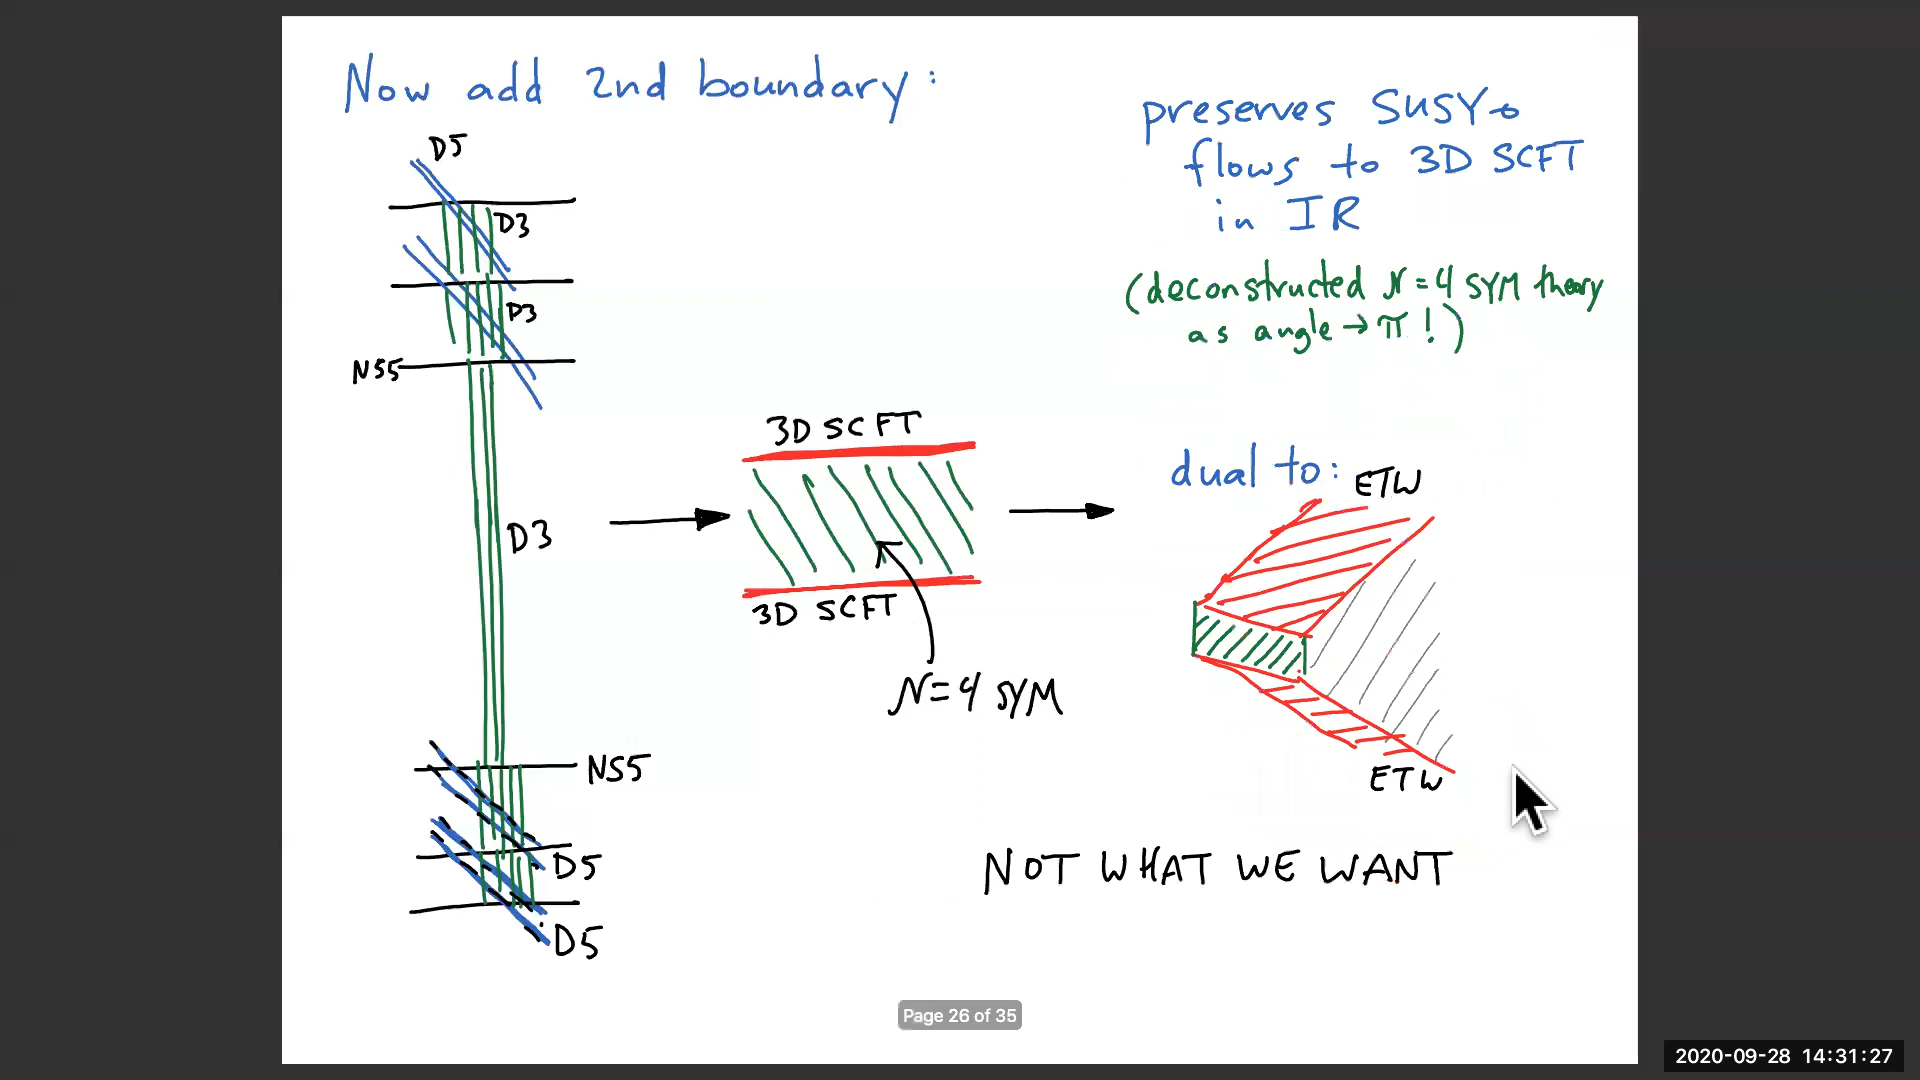 Now add 2nd boundary:
preserves SUSY →
flows to 3D SCFT
in IR
(deconstructed N=4 SYM theory
as angle → π!)
D5
D3
D3
NS5
D3
NS5
D5
D5
3D SCFT
3D SCFT
N=4 SYM
dual to:
ETW
ETW
NOT WHAT WE WANT
Page 26 of 35
2020-09-28 14:31:27